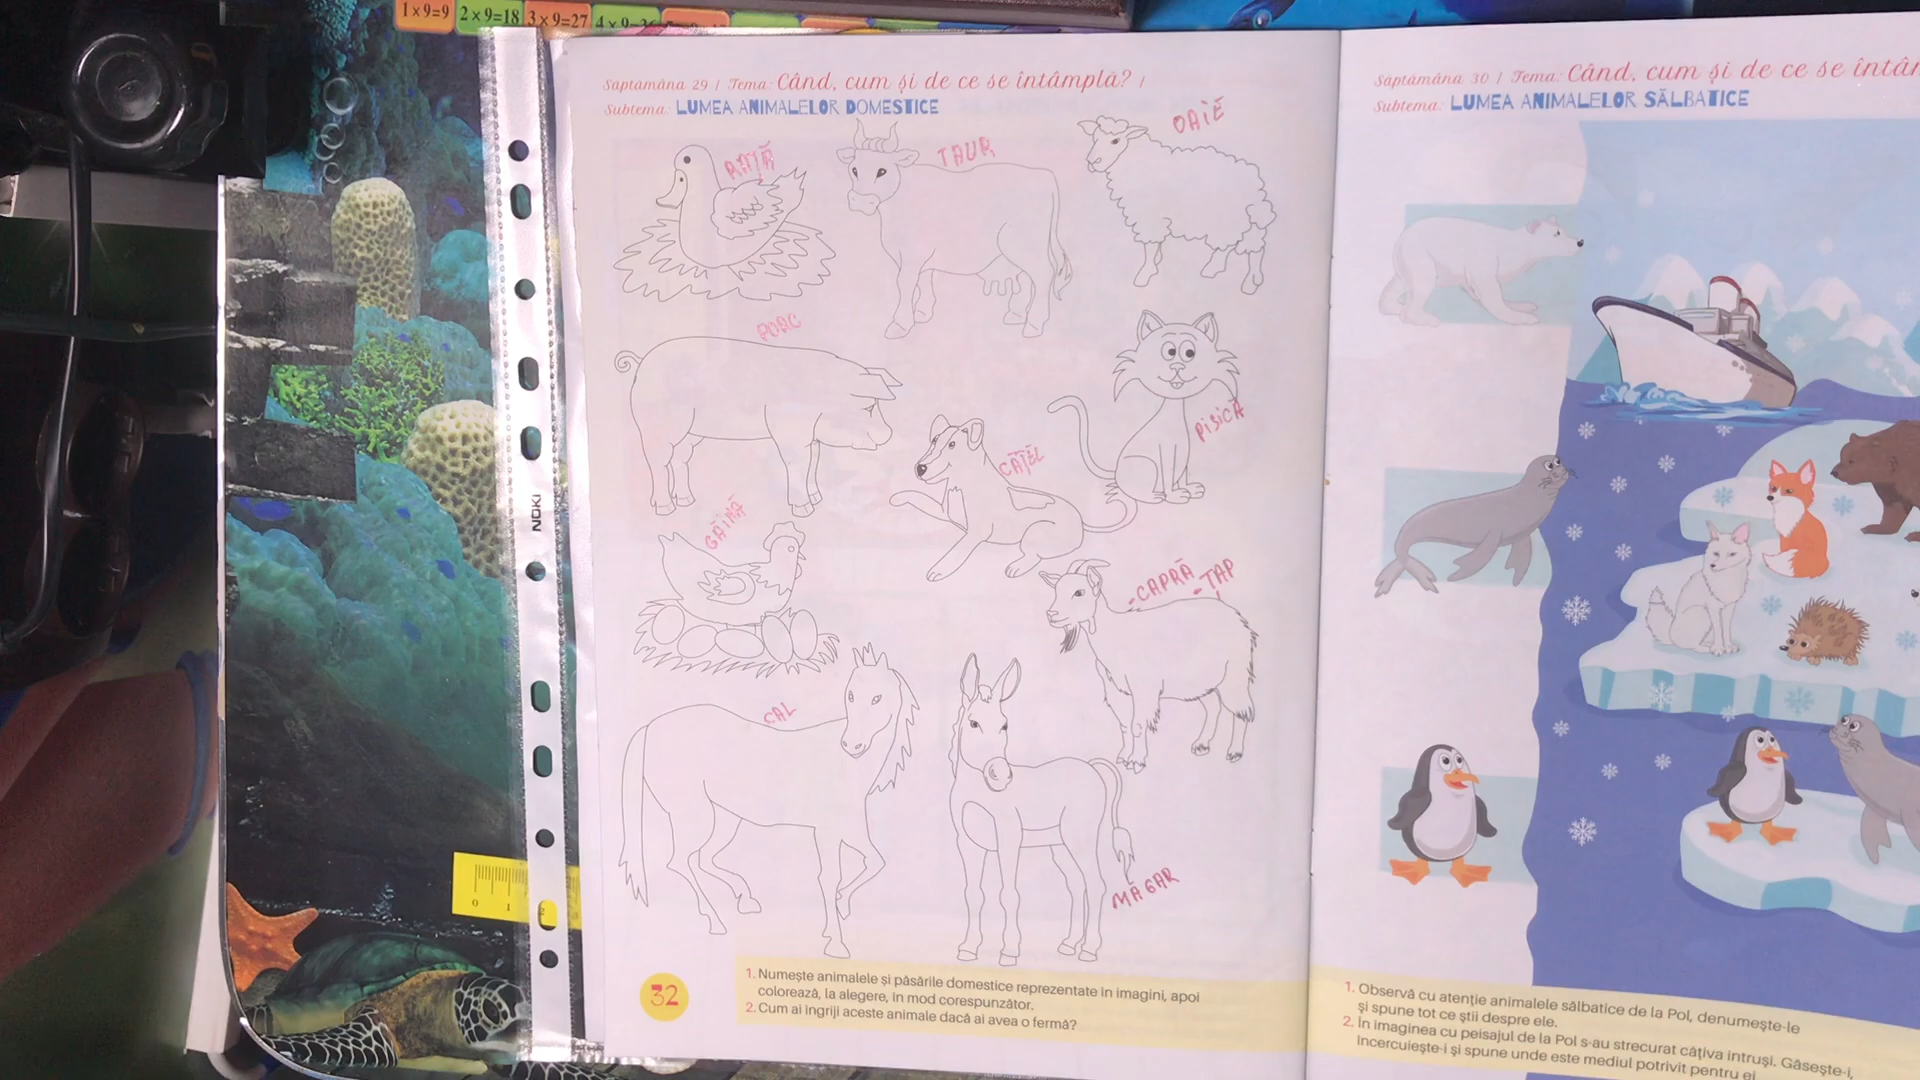 1×9=9 2×9=18 3×9=27 4×9=36
Săptămâna 29 / Tema: Când, cum și de ce se întâmplă? /
Subtema: LUMEA ANIMALELOR DOMESTICE
RAȚĂ
TAUR
OAIE
PORC
PISICĂ
CĂȚEL
GĂINĂ
-CAPRĂ
-ȚAP
CAL
MĂGAR
NOKI
0 1
32
1. Numește animalele și păsările domestice reprezentate în imagini, apoi
colorează, la alegere, în mod corespunzător.
2. Cum ai îngriji aceste animale dacă ai avea o fermă?
Săptămâna 30 / Tema: Când, cum și de ce se
Subtema: LUMEA ANIMALELOR SĂLBATICE
1. Observă cu atenție animalele sălbatice de la Pol, denumește-le
și spune tot ce știi despre ele.
2. În imaginea cu peisajul de la Pol s-au strecurat câțiva intruși. Găsește-i,
încercuiește-i și spune unde este mediul potrivit pentru ei